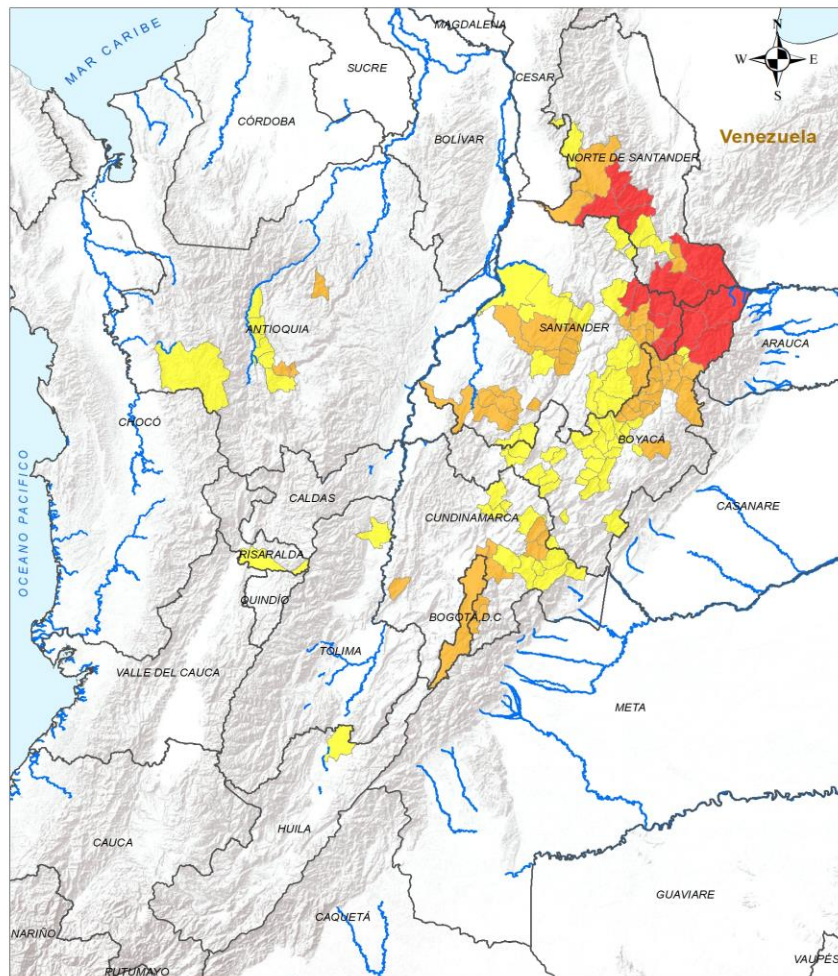 MAGDALENA
MAR CARIBE
N
W E
S
SUCRE
CESAR
CÓRDOBA
BOLÍVAR
Venezuela
NORTE DE SANTANDER
ANTIOQUIA
SANTANDER
ARAUCA
CHOCÓ
BOYACÁ
OCEANO PACIFICO
CALDAS
CUNDINAMARCA
CASANARE
RISARALDA
QUINDÍO
BOGOTÁ, D.C
TOLIMA
VALLE DEL CAUCA
META
HUILA
CAUCA
GUAVIARE
CAQUETÁ
NARIÑO
VAUPÉS
PUTUMAYO